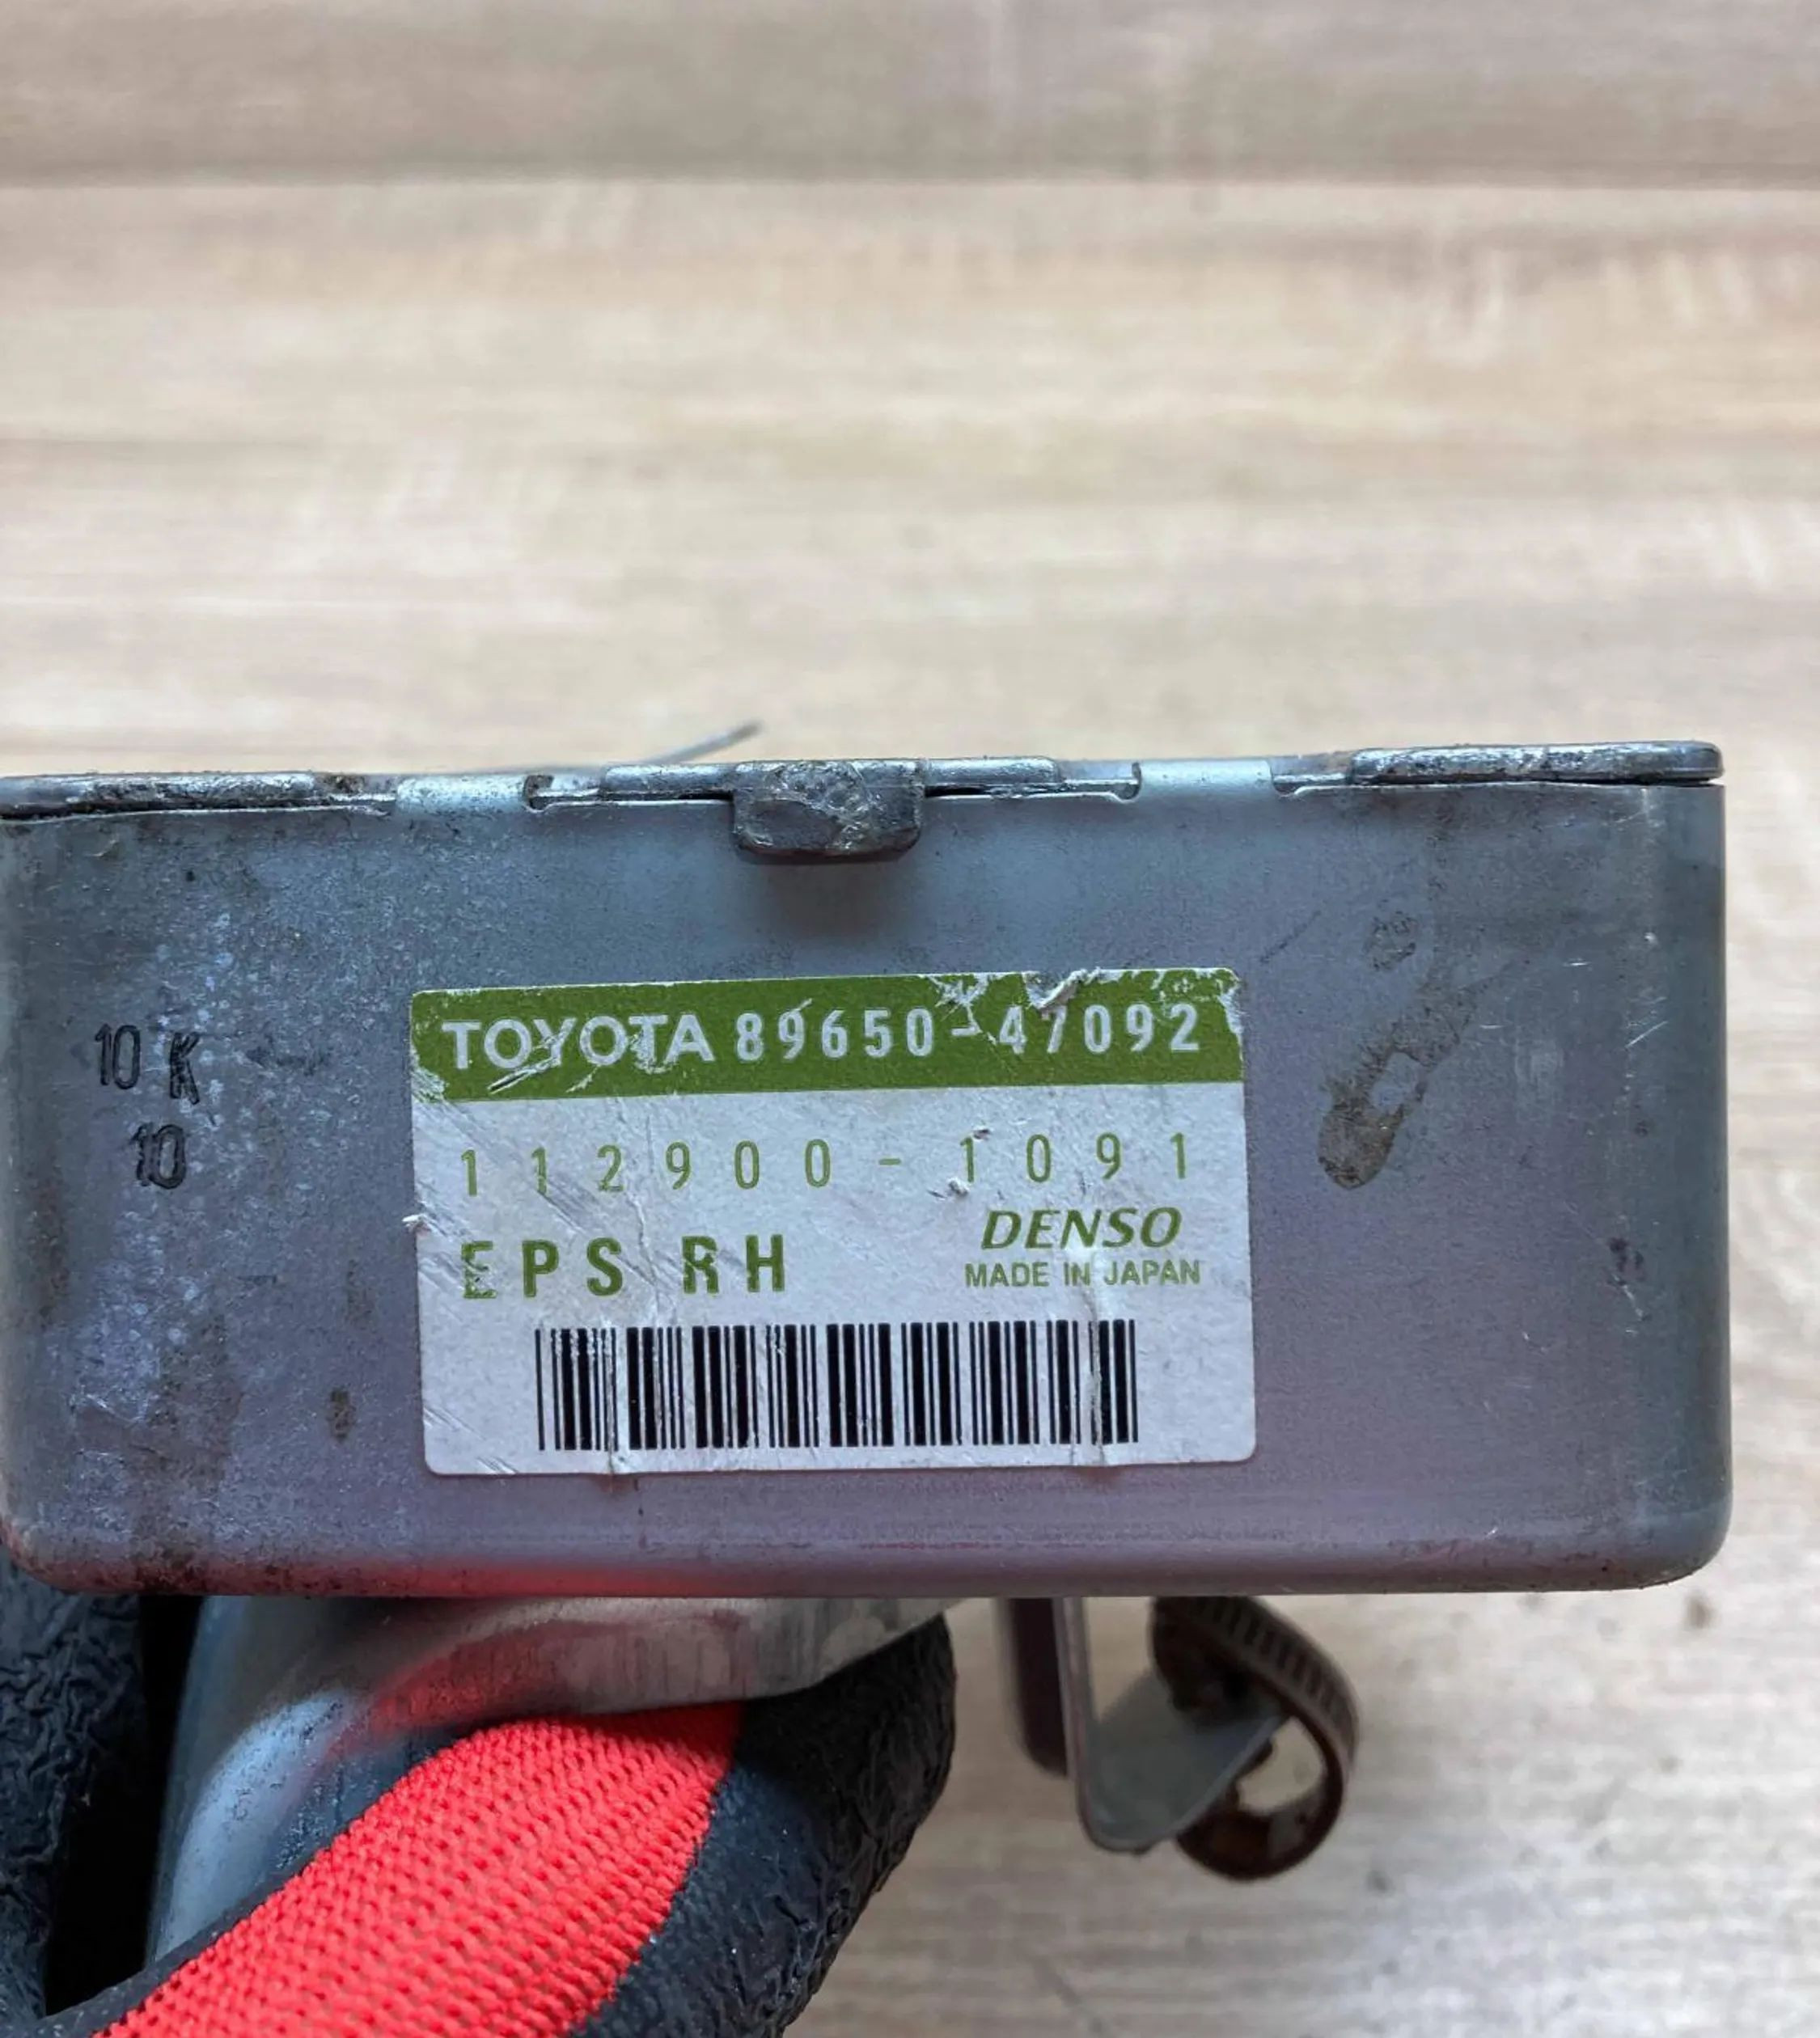 10 K
10
TOYOTA 89650-47092
112900-1091
EPS RH
DENSO
MADE IN JAPAN